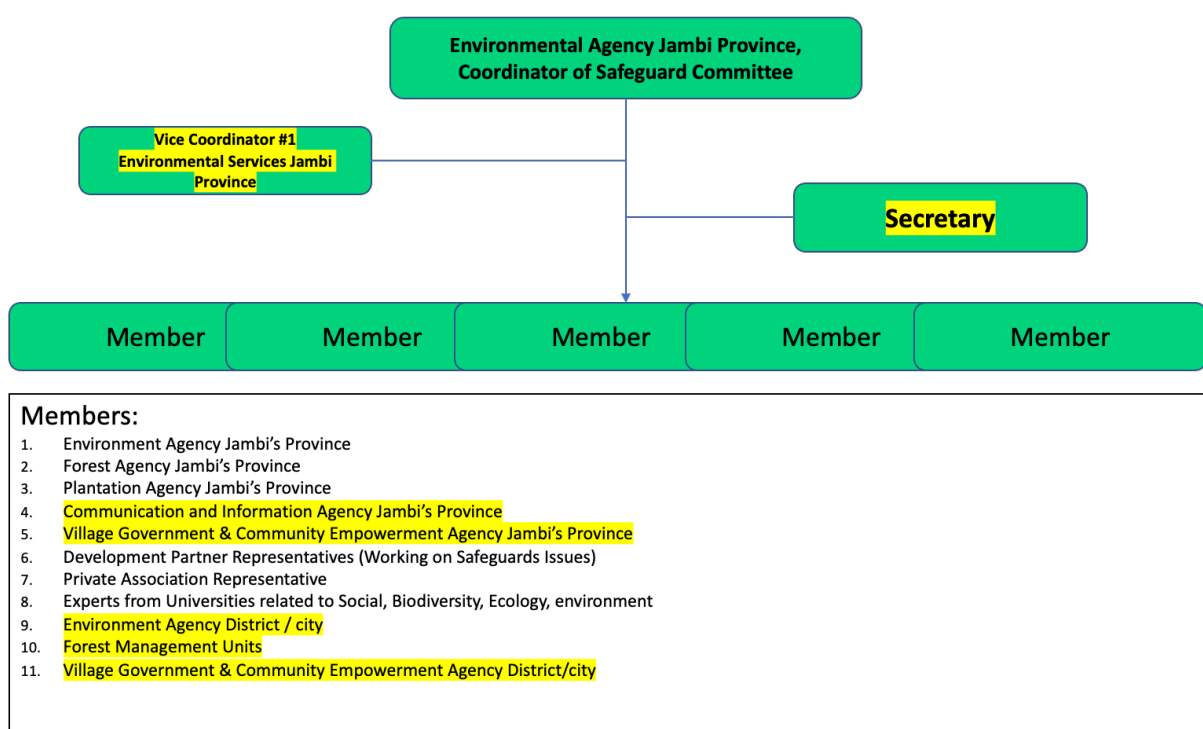 Environmental Agency Jambi Province,
Coordinator of Safeguard Committee
Vice Coordinator #1
Environmental Services Jambi
Province
Secretary
Member
Member
Member
Member
Member
Members:
1. Environment Agency Jambi’s Province
2. Forest Agency Jambi’s Province
3. Plantation Agency Jambi’s Province
4. Communication and Information Agency Jambi’s Province
5. Village Government & Community Empowerment Agency Jambi’s Province
6. Development Partner Representatives (Working on Safeguards Issues)
7. Private Association Representative
8. Experts from Universities related to Social, Biodiversity, Ecology, environment
9. Environment Agency District / city
10. Forest Management Units
11. Village Government & Community Empowerment Agency District/city